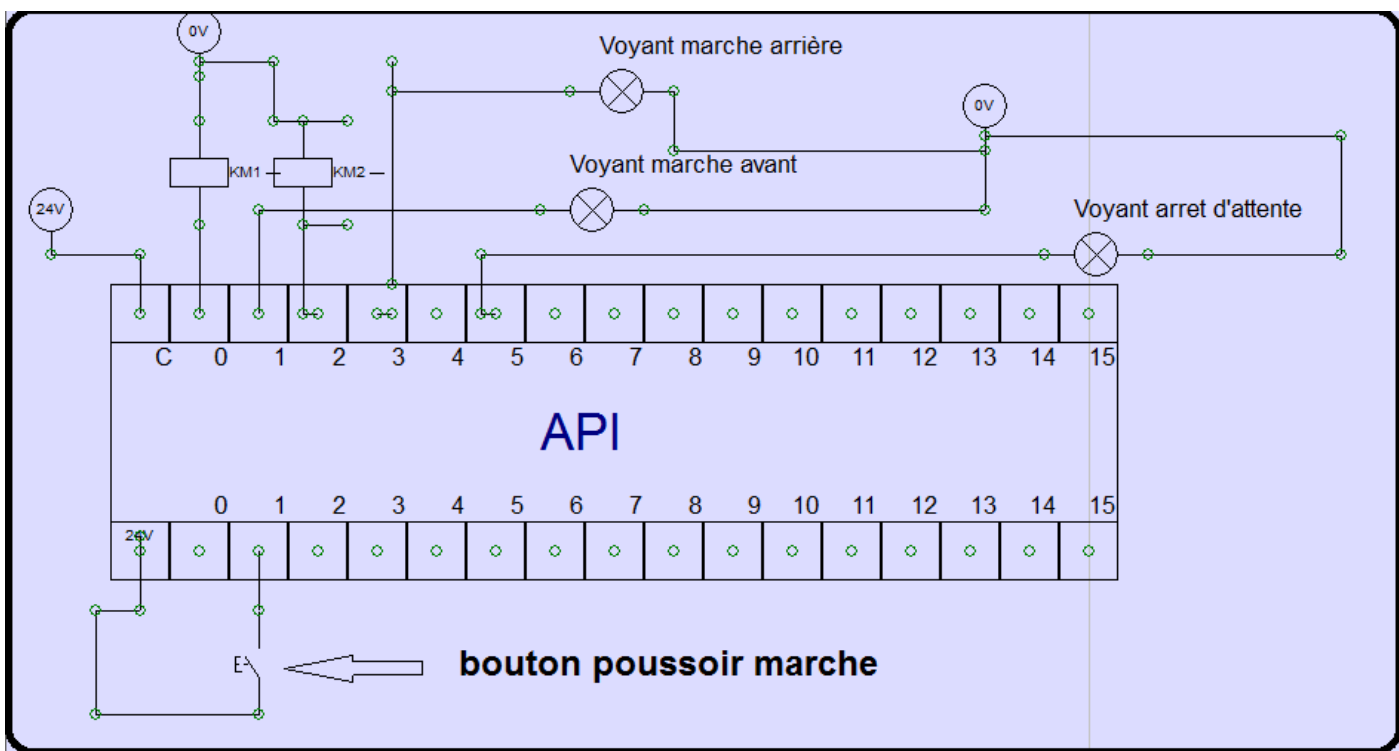 0V
Voyant marche arrière
0V
Voyant marche avant
KM1
KM2
24V
Voyant arret d'attente
C 0 1 2 3 4 5 6 7 8 9 10 11 12 13 14 15
API
0 1 2 3 4 5 6 7 8 9 10 11 12 13 14 15
24V
bouton poussoir marche